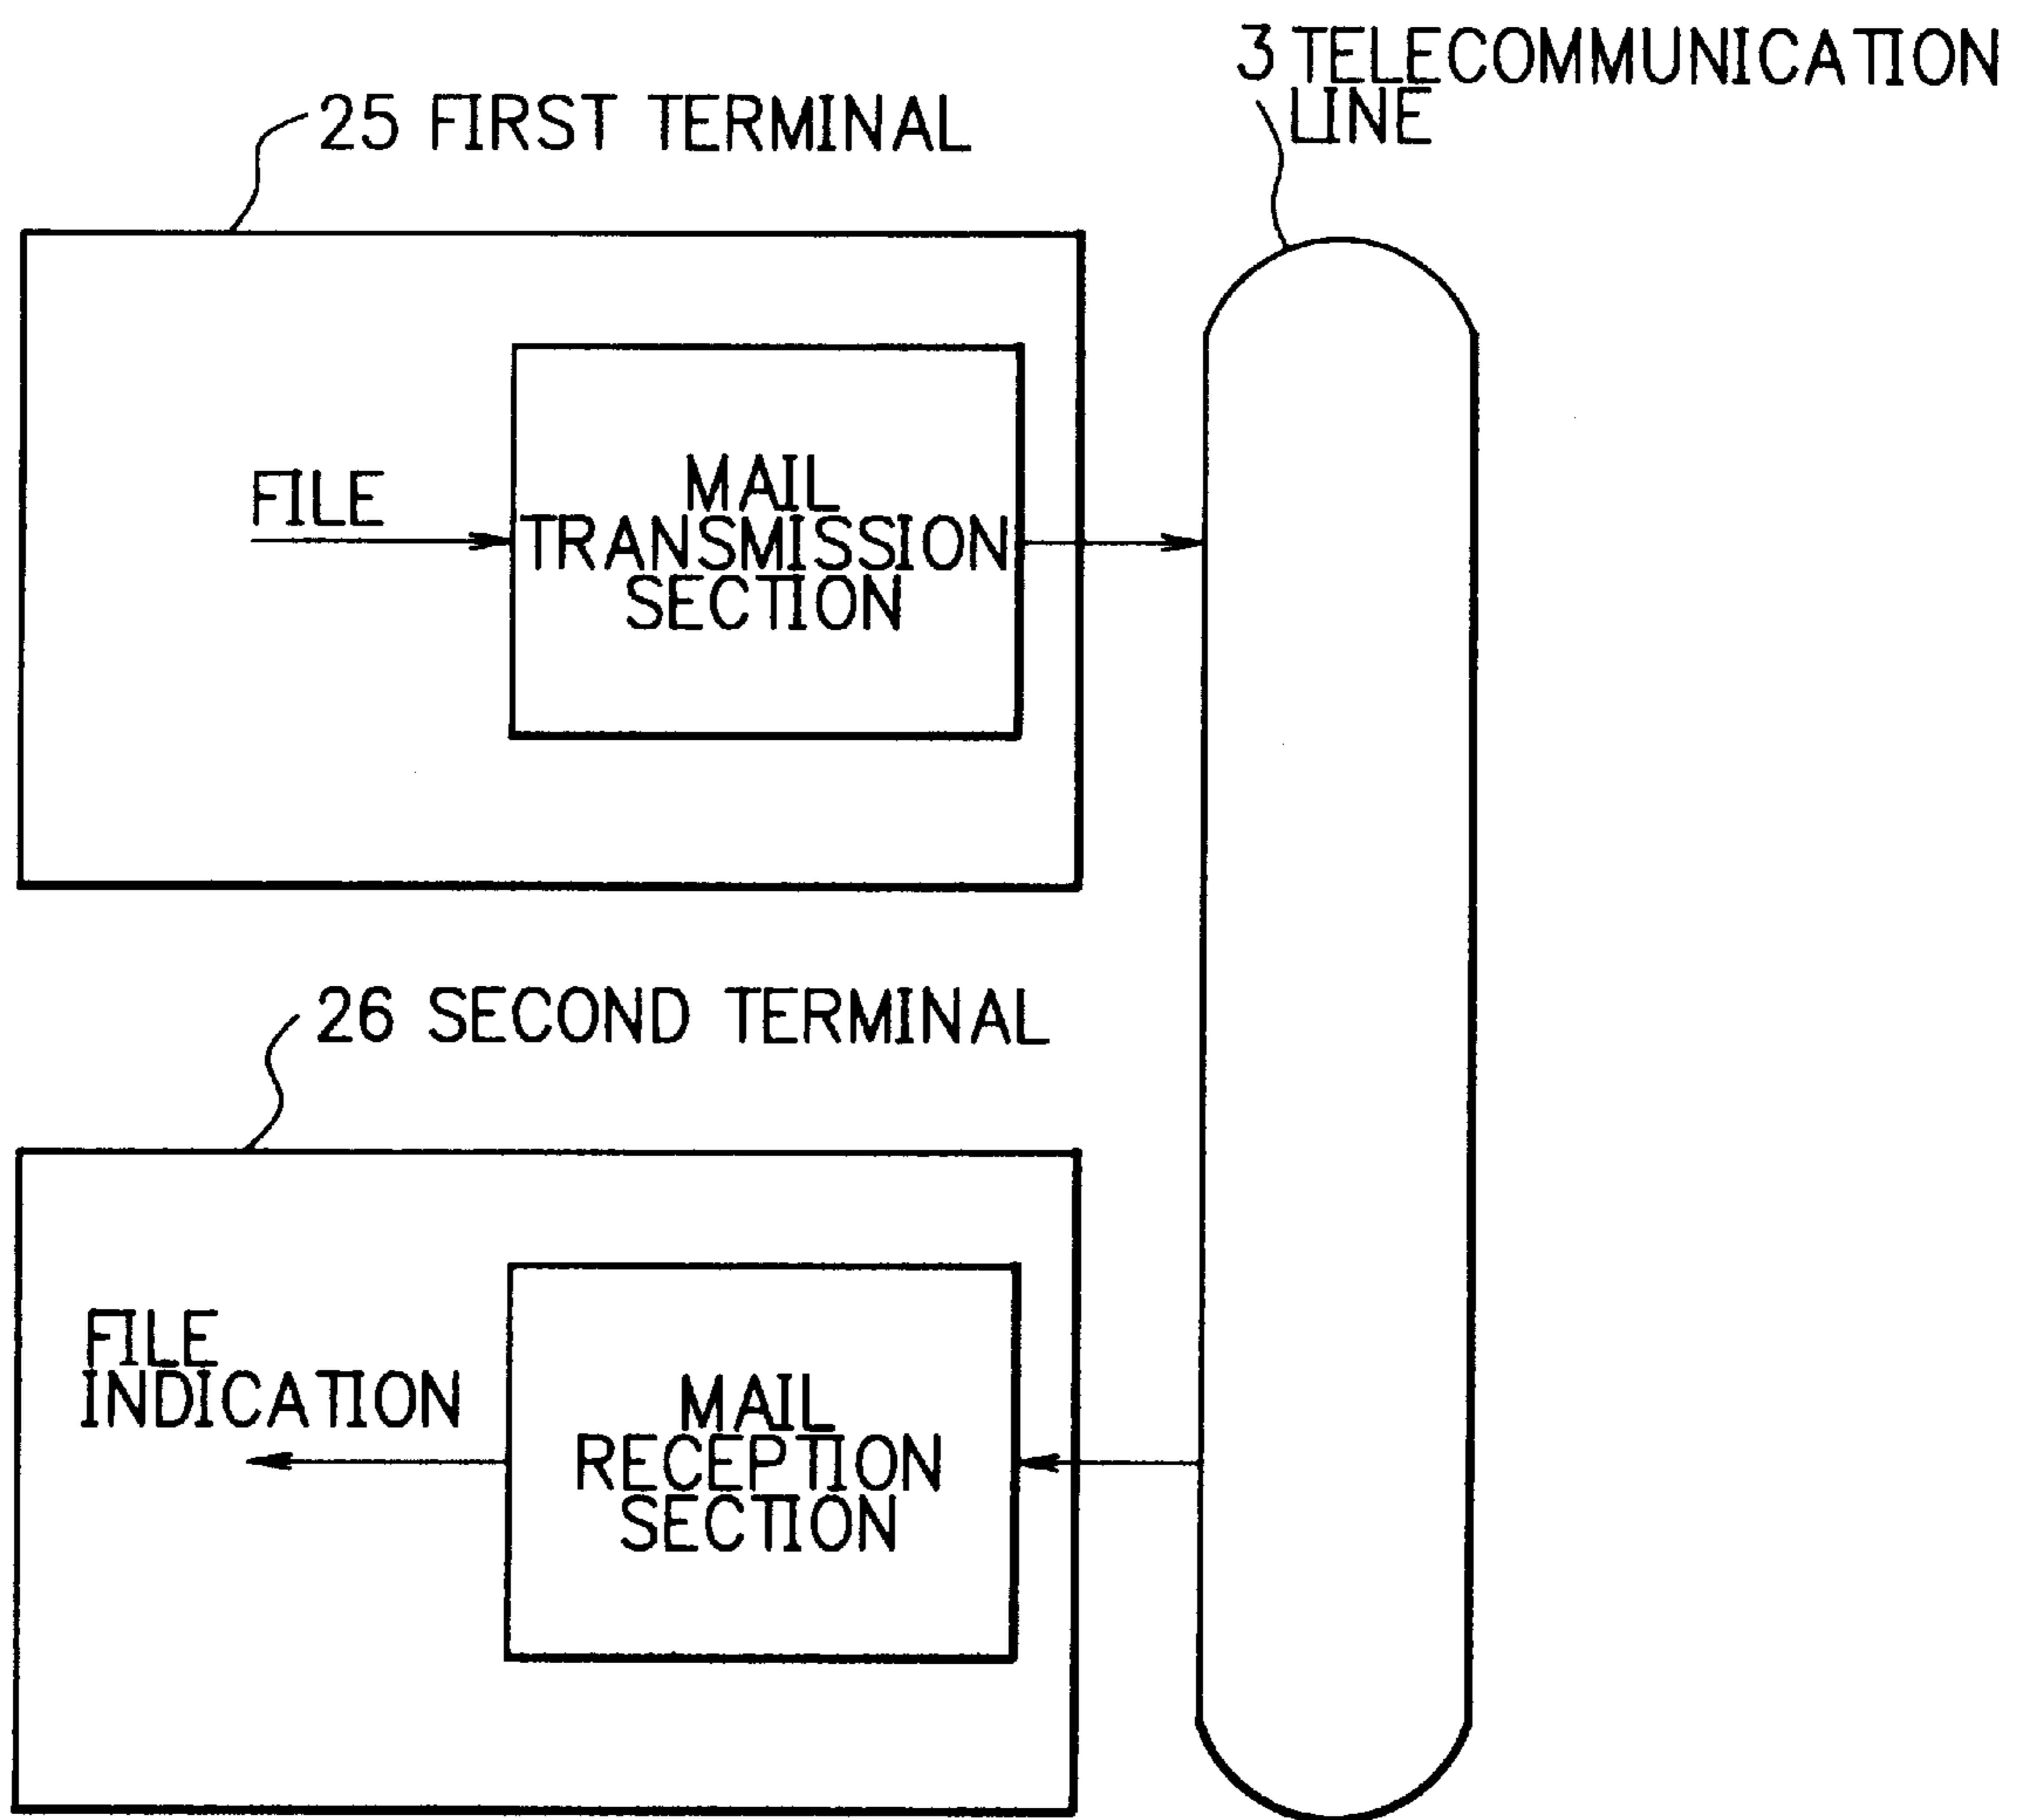 3 TELECOMMUNICATION
LINE
25 FIRST TERMINAL
FILE
MAIL
TRANSMISSION
SECTION
26 SECOND TERMINAL
FILE
INDICATION
MAIL
RECEPTION
SECTION